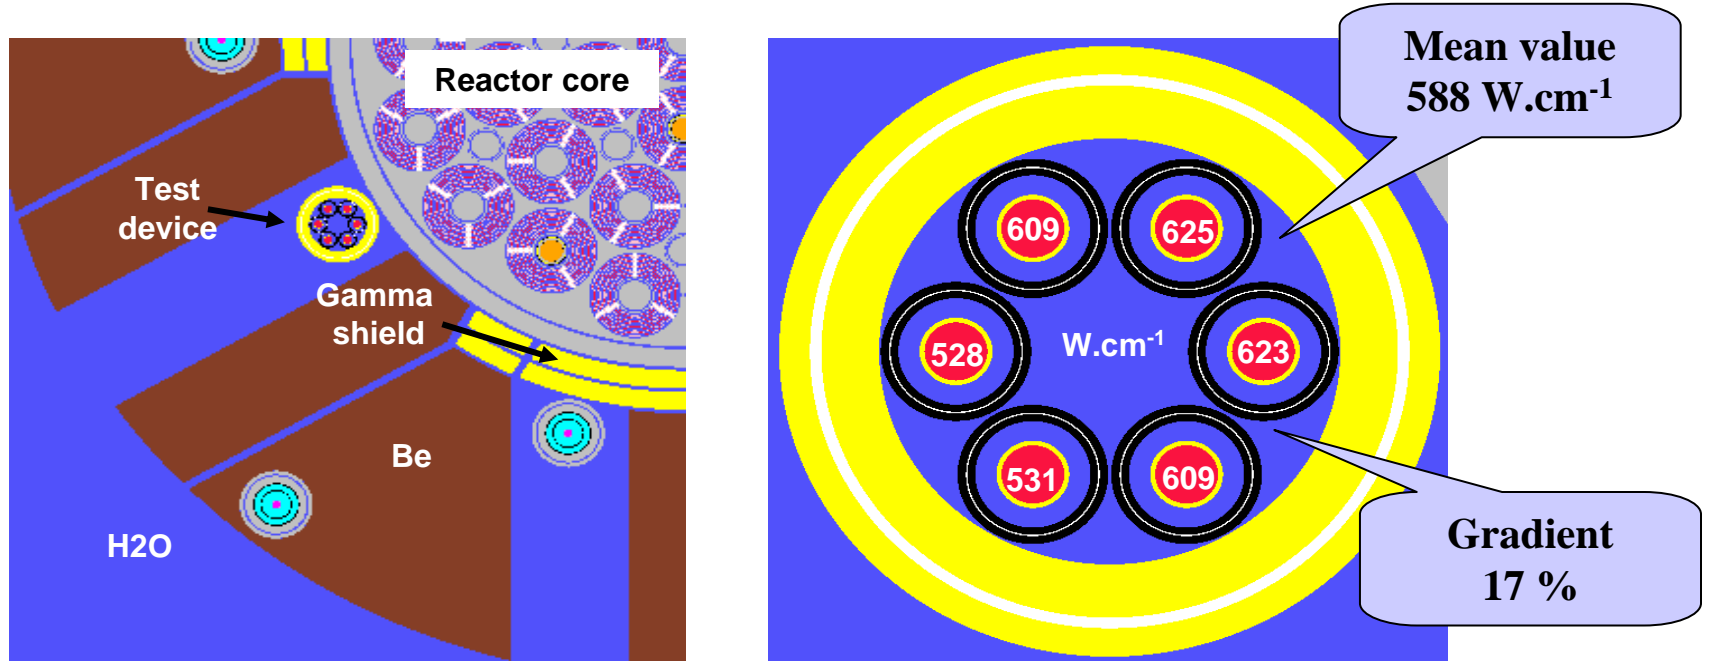 Reactor core
Test
device
Gamma
shield
Be
H2O
Mean value
588 W.cm⁻¹
609
625
528
W.cm⁻¹
623
531
609
Gradient
17 %